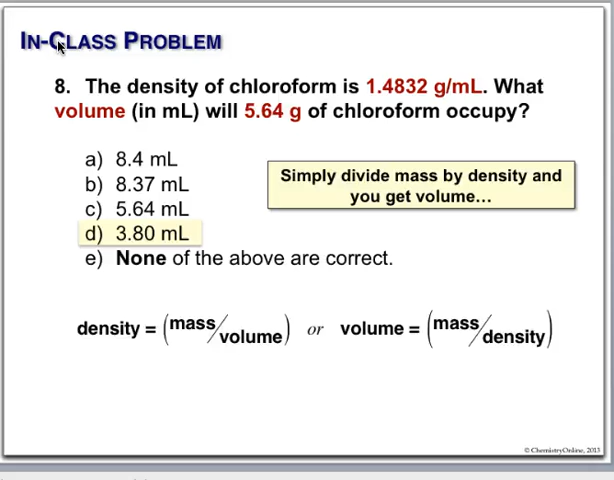 IN-CLASS PROBLEM
8. The density of chloroform is 1.4832 g/mL. What
volume (in mL) will 5.64 g of chloroform occupy?
a) 8.4 mL
b) 8.37 mL
c) 5.64 mL
d) 3.80 mL
e) None of the above are correct.
Simply divide mass by density and
you get volume…
density = (mass/volume) or volume = (mass/density)
© ChemistryOnline, 2013